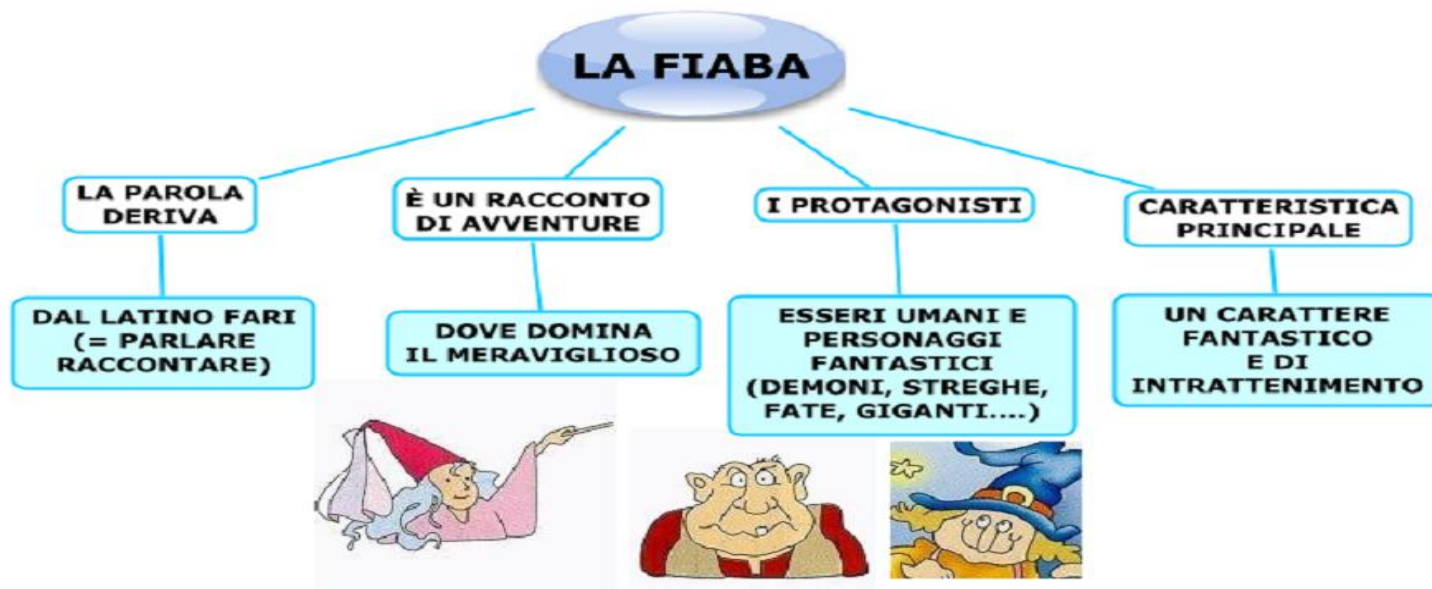 LA FIABA
LA PAROLA
DERIVA
DAL LATINO FARI
(= PARLARE
RACCONTARE)
È UN RACCONTO
DI AVVENTURE
DOVE DOMINA
IL MERAVIGLIOSO
I PROTAGONISTI
ESSERI UMANI E
PERSONAGGI
FANTASTICI
(DEMONI, STREGHE,
FATE, GIGANTI....)
CARATTERISTICA
PRINCIPALE
UN CARATTERE
FANTASTICO
E DI
INTRATTENIMENTO